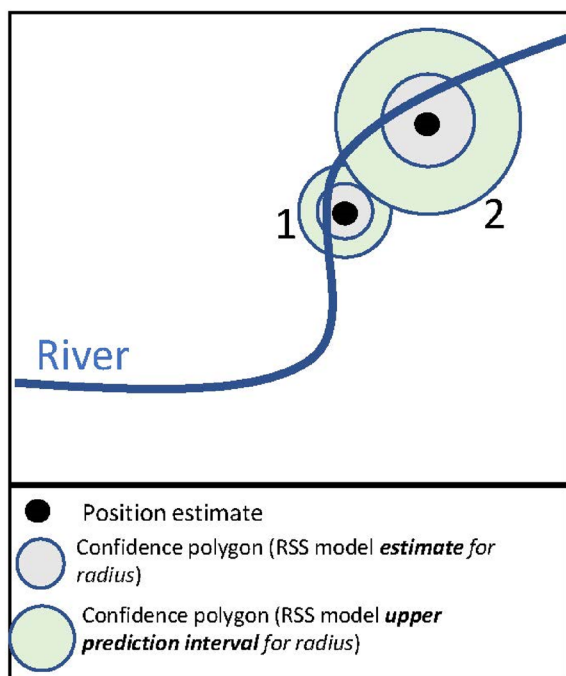 1
2
River
Position estimate
Confidence polygon (RSS model estimate for
radius)
Confidence polygon (RSS model upper
prediction interval for radius)